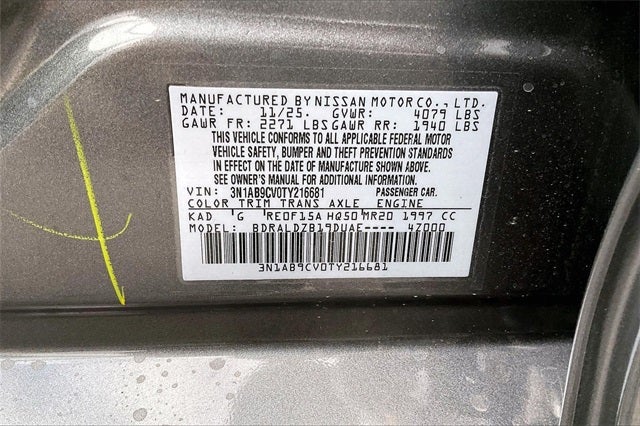 MANUFACTURED BY NISSAN MOTOR CO., LTD.
DATE: 11/25. GVWR: 4079 LBS
GAWR FR: 2271 LBS GAWR RR: 1940 LBS
THIS VEHICLE CONFORMS TO ALL APPLICABLE FEDERAL MOTOR
VEHICLE SAFETY, BUMPER AND THEFT PREVENTION STANDARDS
IN EFFECT ON THE DATE OF MANUFACTURE SHOWN ABOVE.
SEE OWNER'S MANUAL FOR ADDITIONAL INFORMATION.
VIN: 3N1AB9CV0TY216681 PASSENGER CAR.
COLOR TRIM TRANS AXLE ENGINE
KAD 'G RE0F15A HQ50 MR20 1997 CC
MODEL: BDRALDZB19DUAE---- 4Z000
3N1AB9CV0TY216681